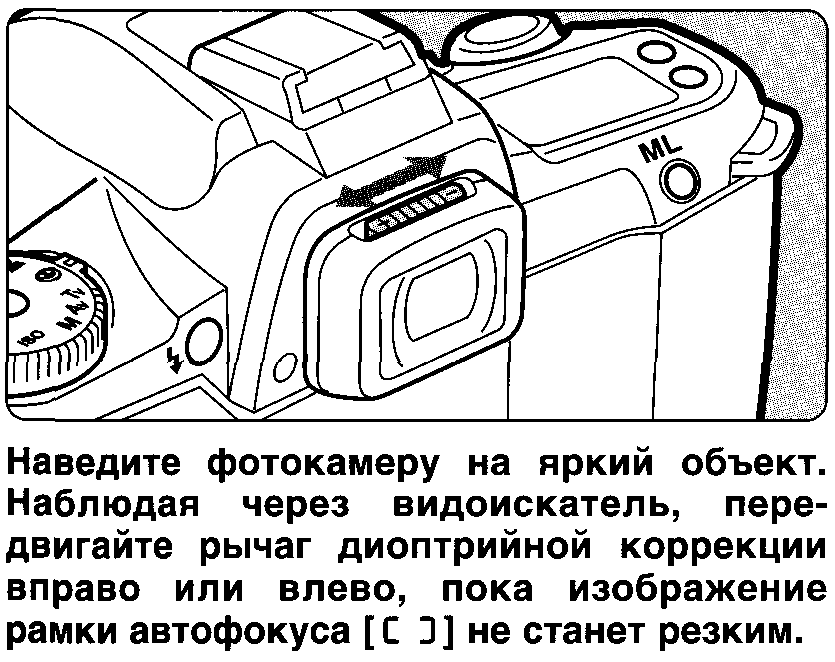 ML
ISO
M
Наведите фотокамеру на яркий объект.
Наблюдая через видоискатель, пере-
двигайте рычаг диоптрийной коррекции
вправо или влево, пока изображение
рамки автофокуса [[ ]] не станет резким.